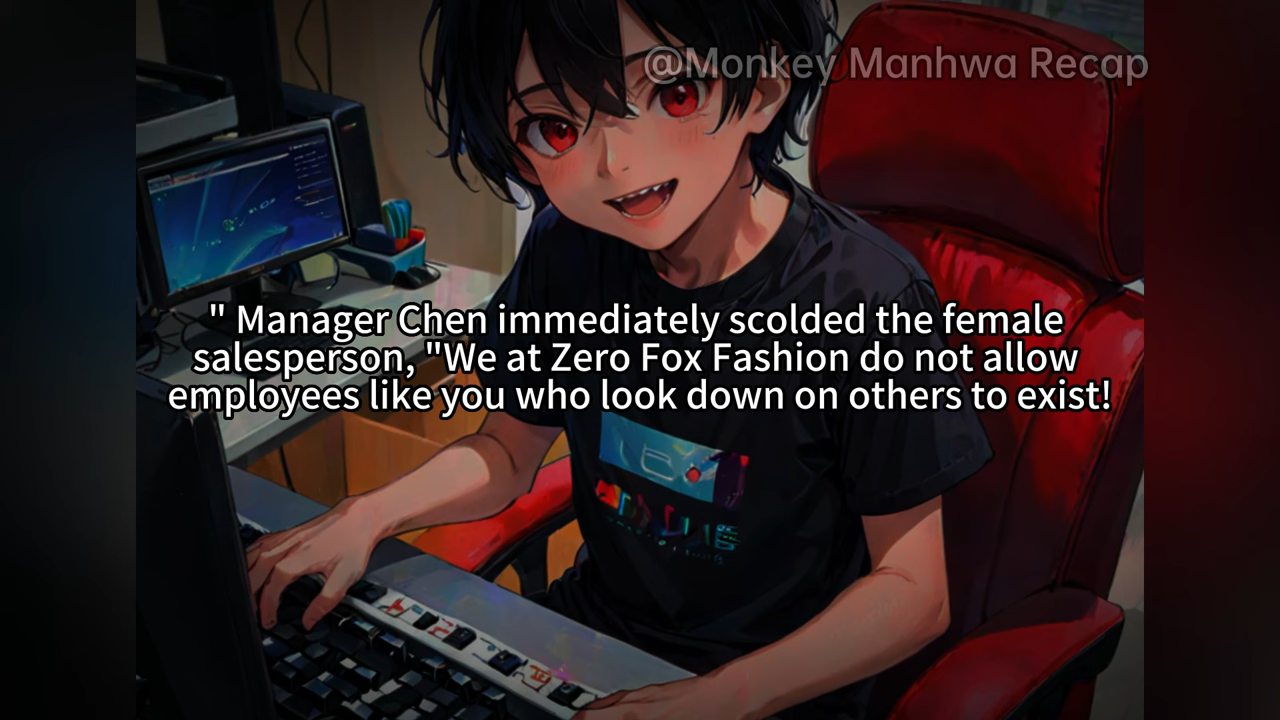 @Monkey Manhwa Recap
" Manager Chen immediately scolded the female
salesperson, "We at Zero Fox Fashion do not allow
employees like you who look down on others to exist!